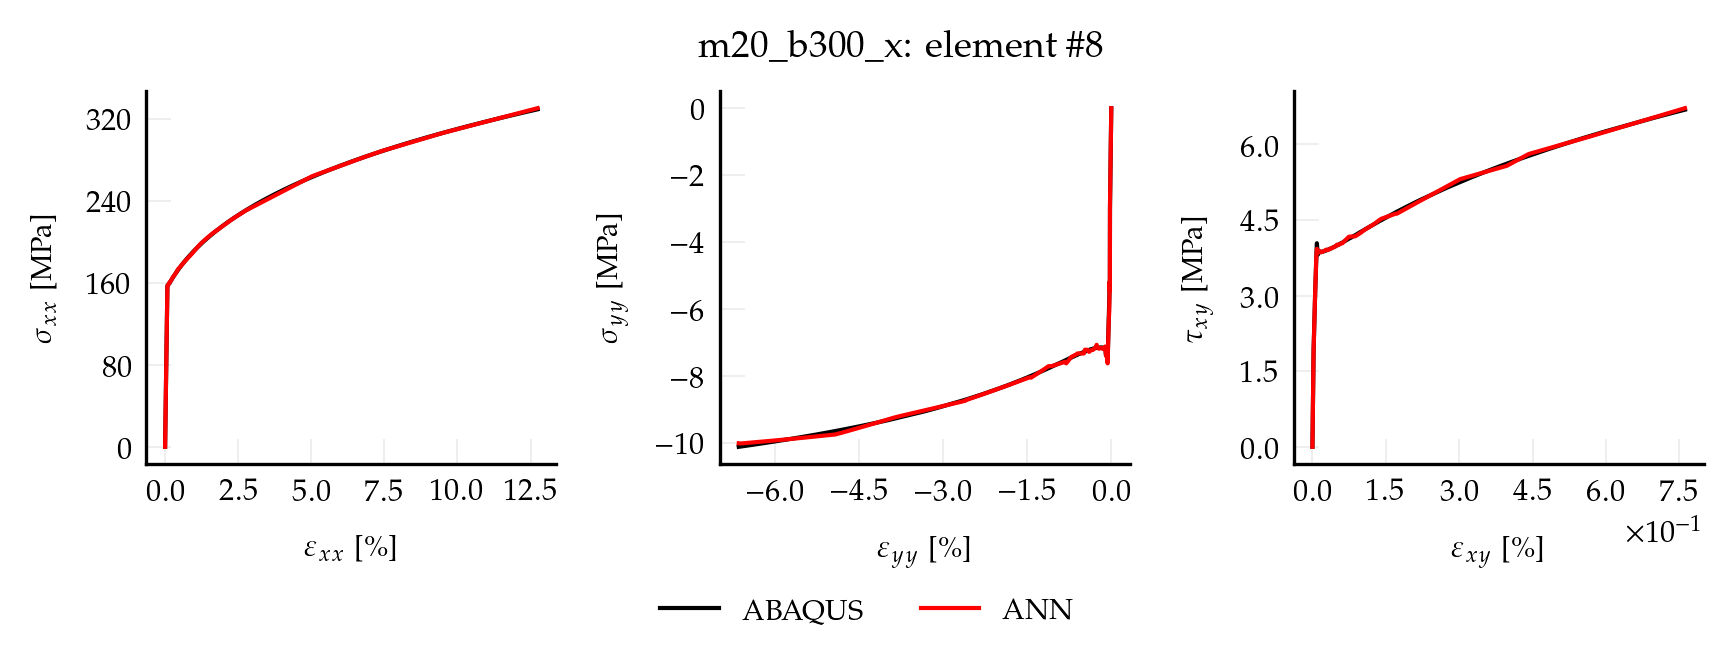 m20_b300_x: element #8
320
240
160
80
0
σxx [MPa]
0.0 2.5 5.0 7.5 10.0 12.5
εxx [%]
0
−2
−4
−6
−8
−10
σyy [MPa]
−6.0 −4.5 −3.0 −1.5 0.0
εyy [%]
6.0
4.5
3.0
1.5
0.0
τxy [MPa]
0.0 1.5 3.0 4.5 6.0 7.5
×10⁻¹
εxy [%]
ABAQUS ANN